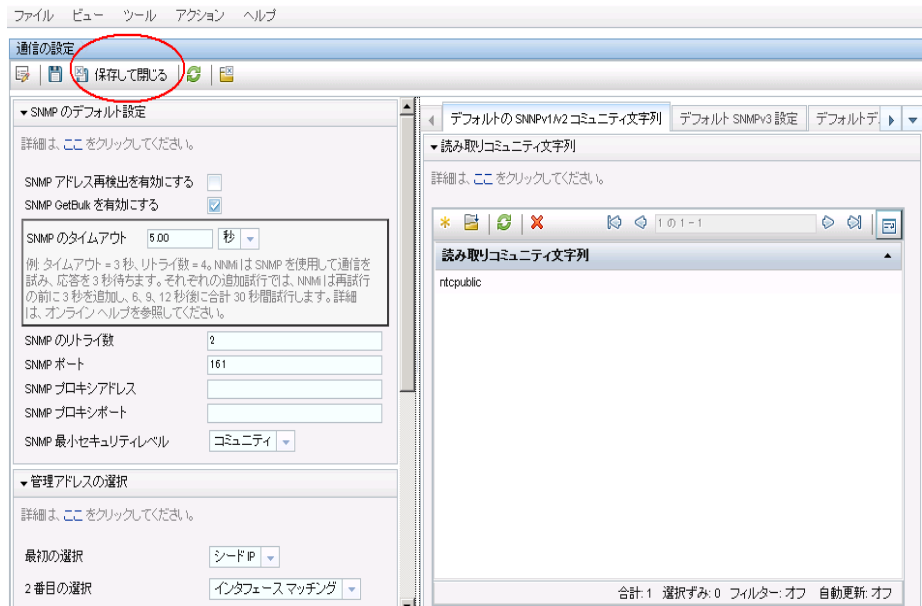 ファイル ビュー ツール アクション ヘルプ
通信の設定
保存して閉じる
▼SNMP のデフォルト設定
詳細は、ここ をクリックしてください。
SNMP アドレス再検出を有効にする
SNMP GetBulk を有効にする
SNMP のタイムアウト 5.00 秒
例: タイムアウト = 3 秒、リトライ数 = 4。NNMi は SNMP を使用して通信を
試み、応答を 3 秒待ちます。それぞれの追加試行では、NNMi は再試行
の前に 3 秒を追加し、6、9、12 秒後に合計 30 秒間試行します。詳細
は、オンライン ヘルプを参照してください。
SNMP のリトライ数 2
SNMP ポート 161
SNMP プロキシアドレス
SNMP プロキシポート
SNMP 最小セキュリティレベル コミュニティ
▼管理アドレスの選択
詳細は、ここ をクリックしてください。
最初の選択 シード IP
2 番目の選択 インタフェース マッチング
デフォルトの SNNPv1/v2 コミュニティ文字列 デフォルト SNMPv3 設定 デフォルトデ
▼読み取りコミュニティ文字列
詳細は、ここ をクリックしてください。
1 の 1 - 1
読み取りコミュニティ文字列
ntcpublic
合計: 1 選択ずみ: 0 フィルター: オフ 自動更新: オフ